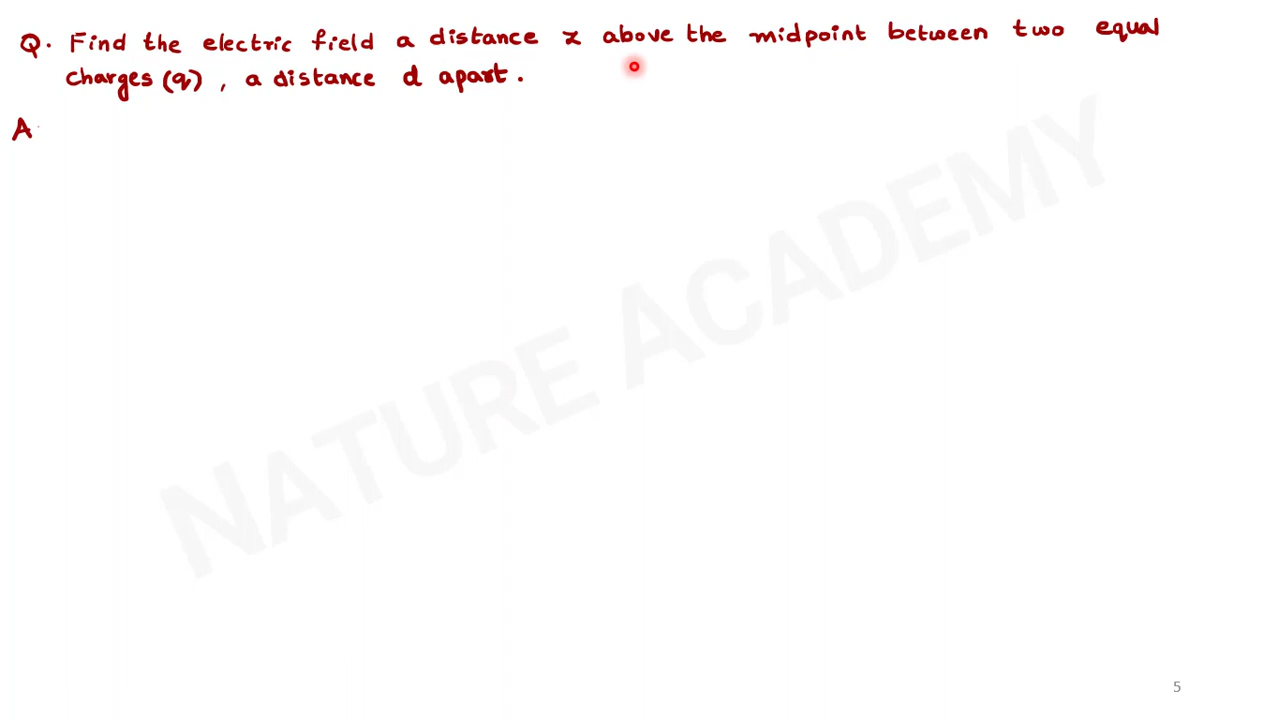 Q. Find the electric field a distance z above the midpoint between two equal
charges (q), a distance d apart.
A
NATURE ACADEMY
5